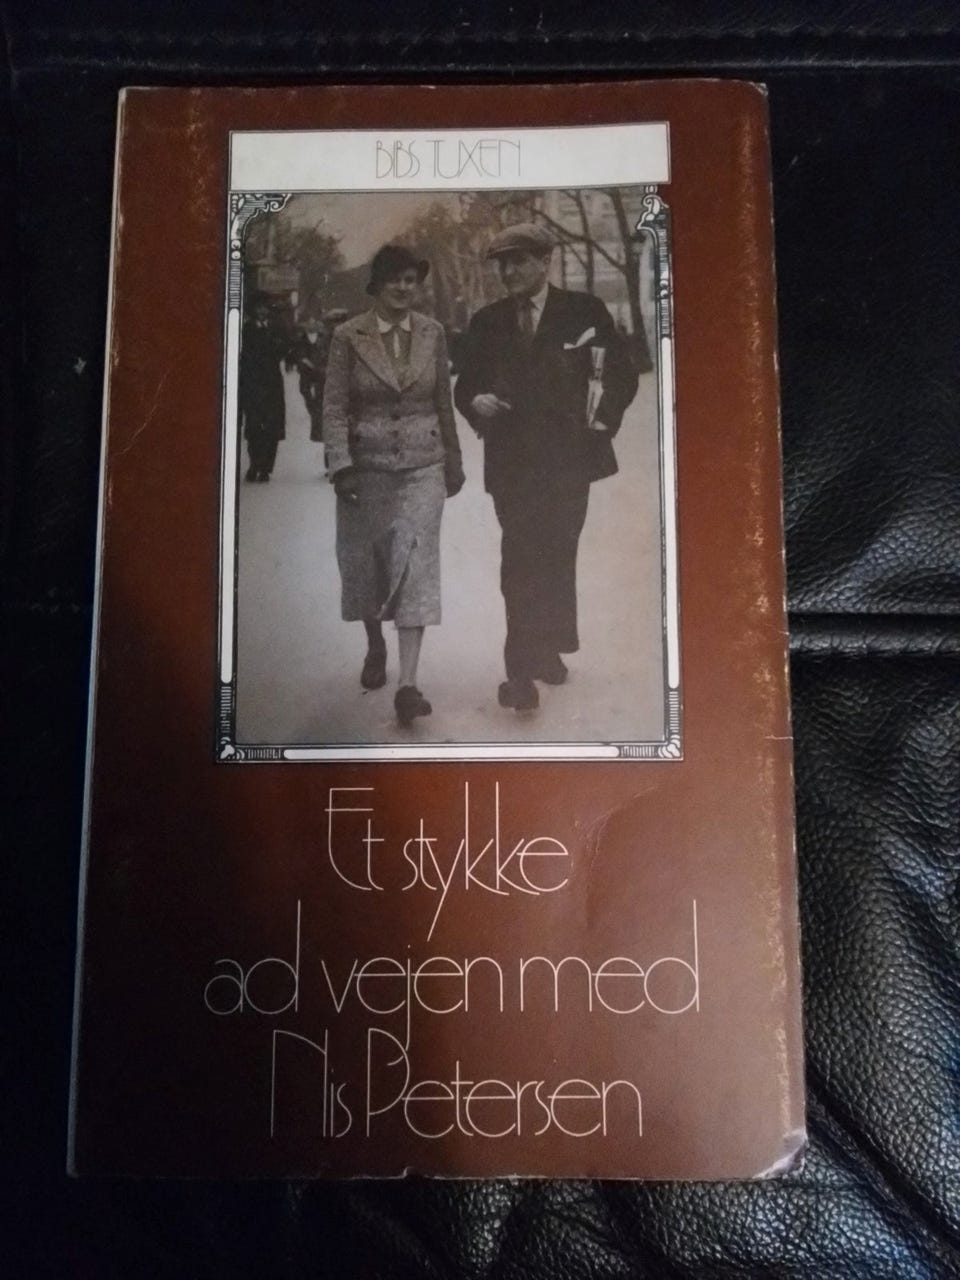 BIBS TUXEN
Et stykke
ad vejen med
Nis Petersen